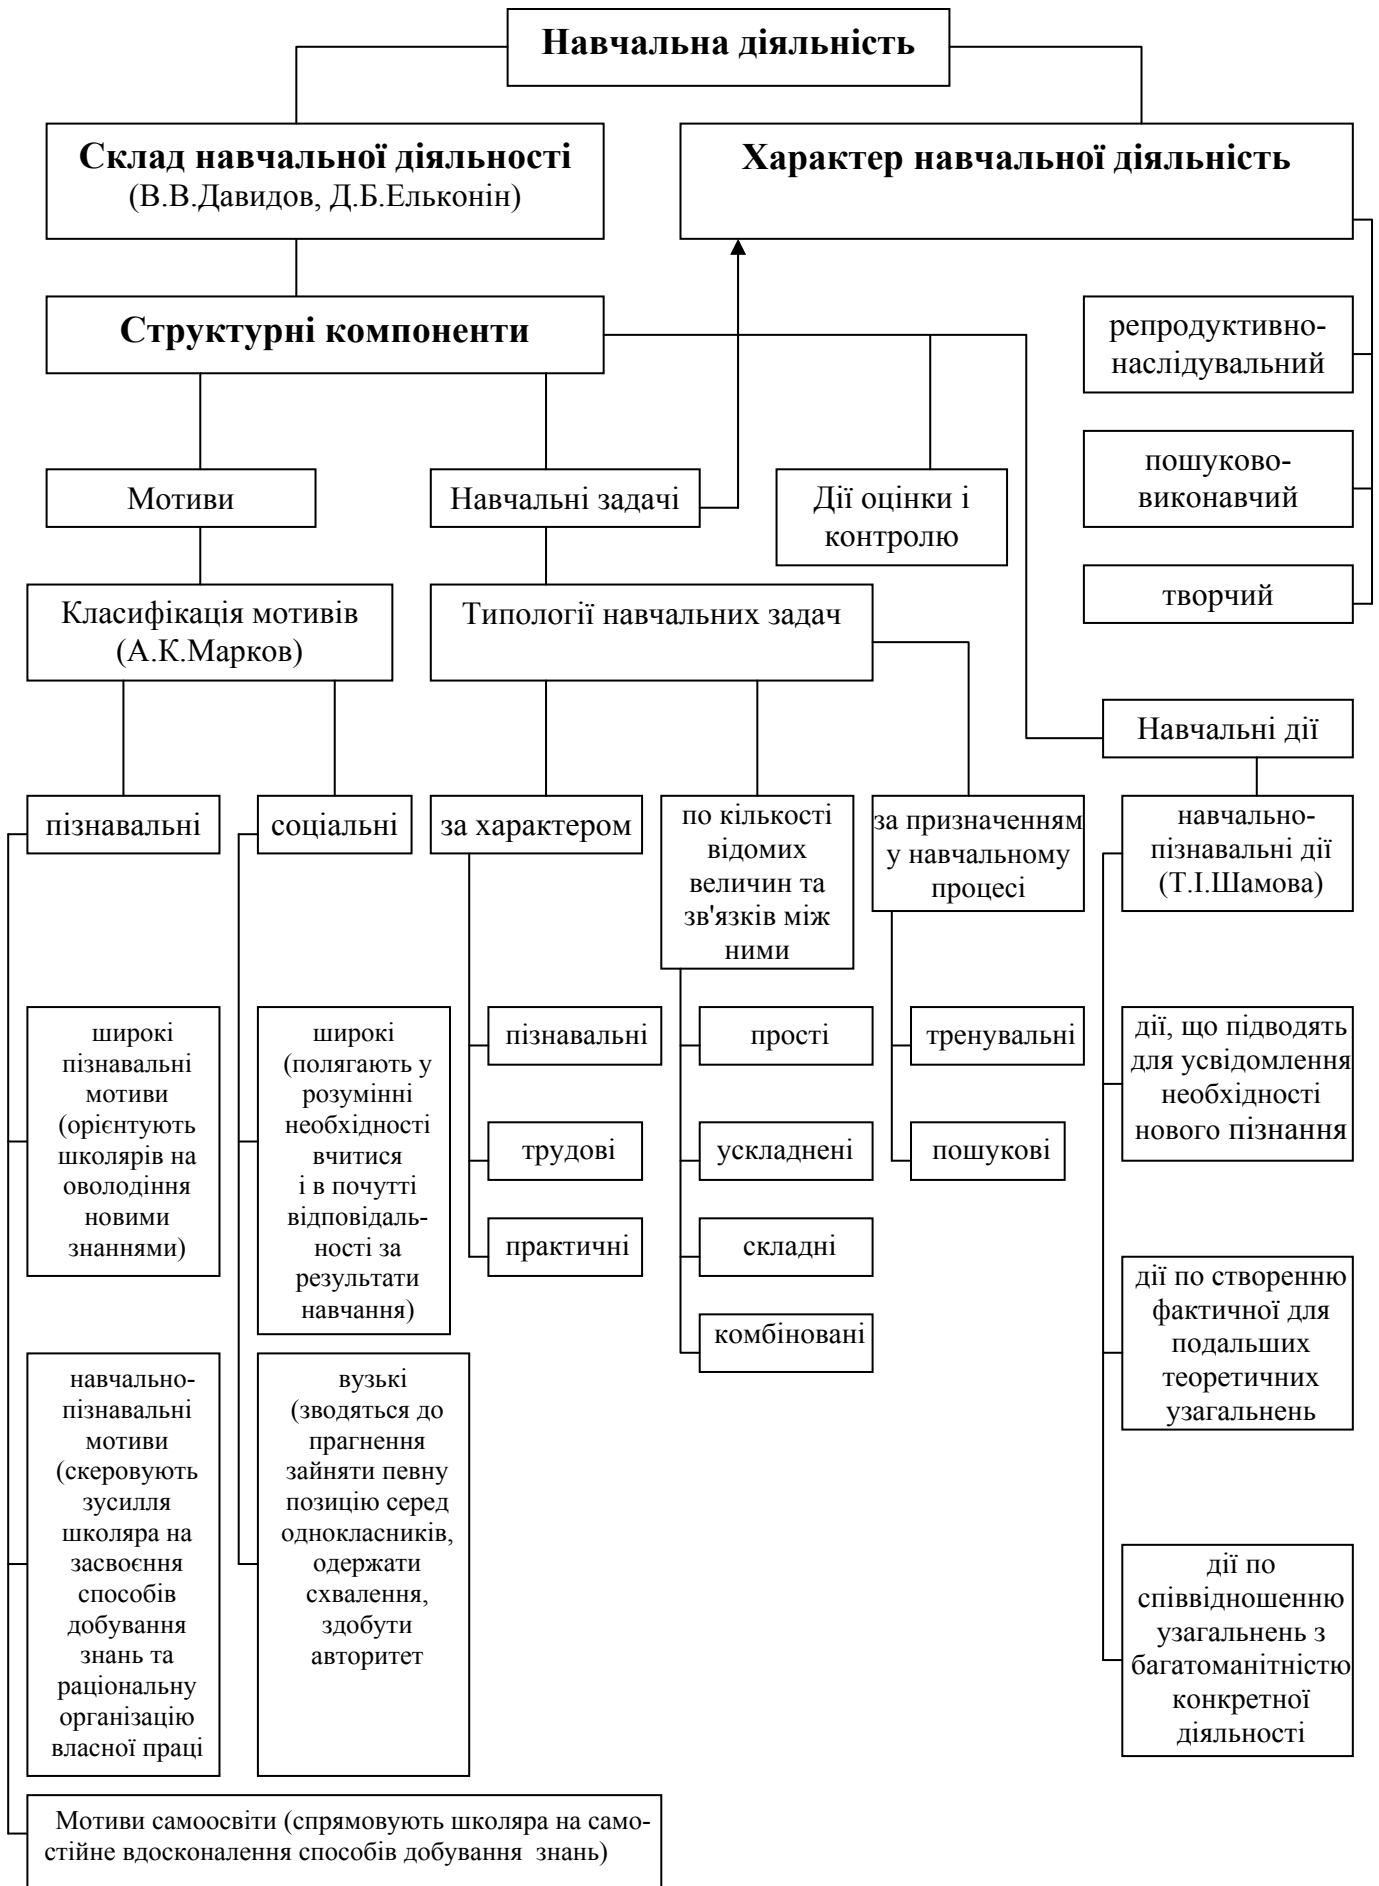 Навчальна діяльність
Склад навчальної діяльності
(В.В.Давидов, Д.Б.Ельконін)
Характер навчальної діяльність
Структурні компоненти
репродуктивно-
наслідувальний
пошуково-
виконавчий
творчий
Мотиви
Навчальні задачі
Дії оцінки і
контролю
Класифікація мотивів
(А.К.Марков)
Типології навчальних задач
Навчальні дії
пізнавальні
соціальні
за характером
по кількості
відомих
величин та
зв'язків між
ними
за призначенням
у навчальному
процесі
навчально-
пізнавальні дії
(Т.І.Шамова)
широкі
пізнавальні
мотиви
(орієнтують
школярів на
оволодіння
новими
знаннями)
широкі
(полягають у
розумінні
необхідності
вчитися
і в почутті
відповідаль-
ності за
результати
навчання)
пізнавальні
трудові
практичні
прості
ускладнені
складні
комбіновані
тренувальні
пошукові
дії, що підводять
для усвідомлення
необхідності
нового пізнання
дії по створенню
фактичної для
подальших
теоретичних
узагальнень
дії по
співвідношенню
узагальнень з
багатоманітністю
конкретної
діяльності
навчально-
пізнавальні
мотиви
(скеровують
зусилля
школяра на
засвоєння
способів
добування
знань та
раціональну
організацію
власної праці
вузькі
(зводяться до
прагнення
зайняти певну
позицію серед
однокласників,
одержати
схвалення,
здобути
авторитет
Мотиви самоосвіти (спрямовують школяра на само-
стійне вдосконалення способів добування знань)